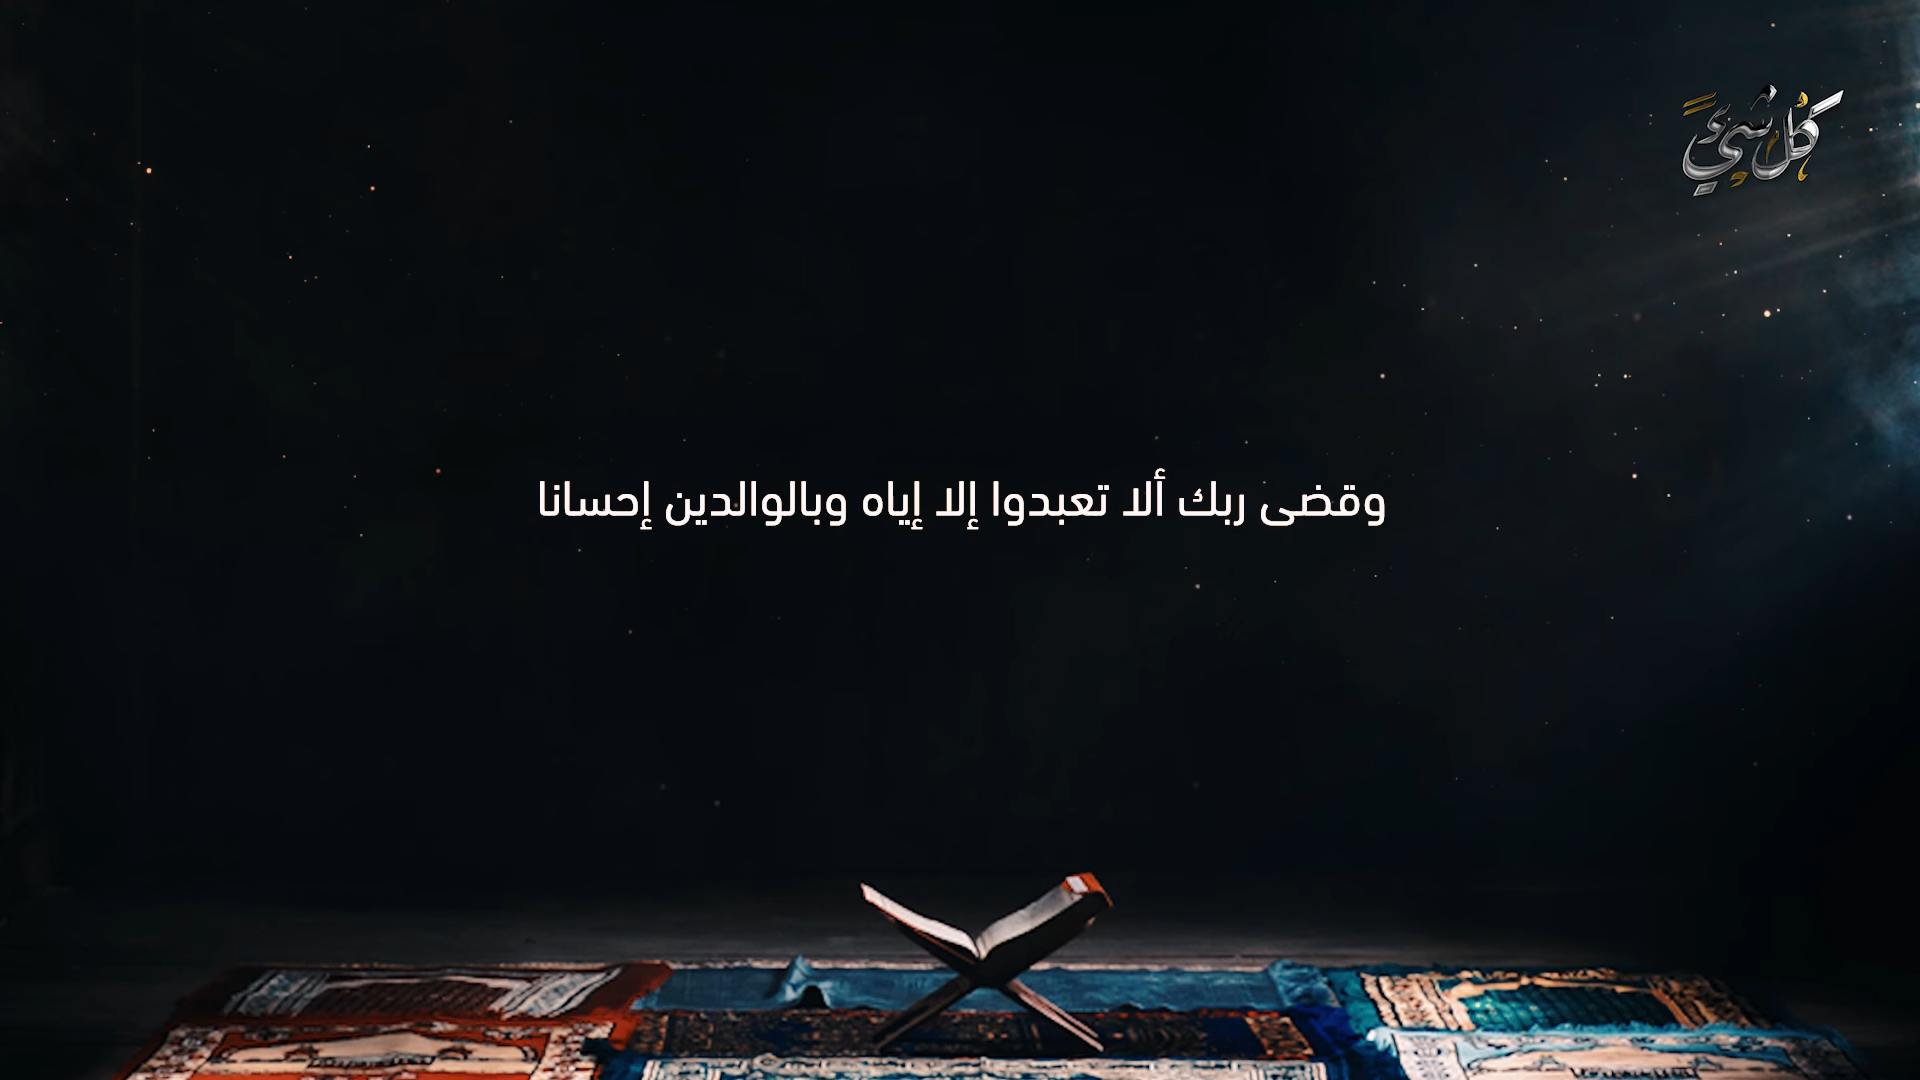 كل شيء
وقضى ربك ألا تعبدوا إلا إياه وبالوالدين إحسانا